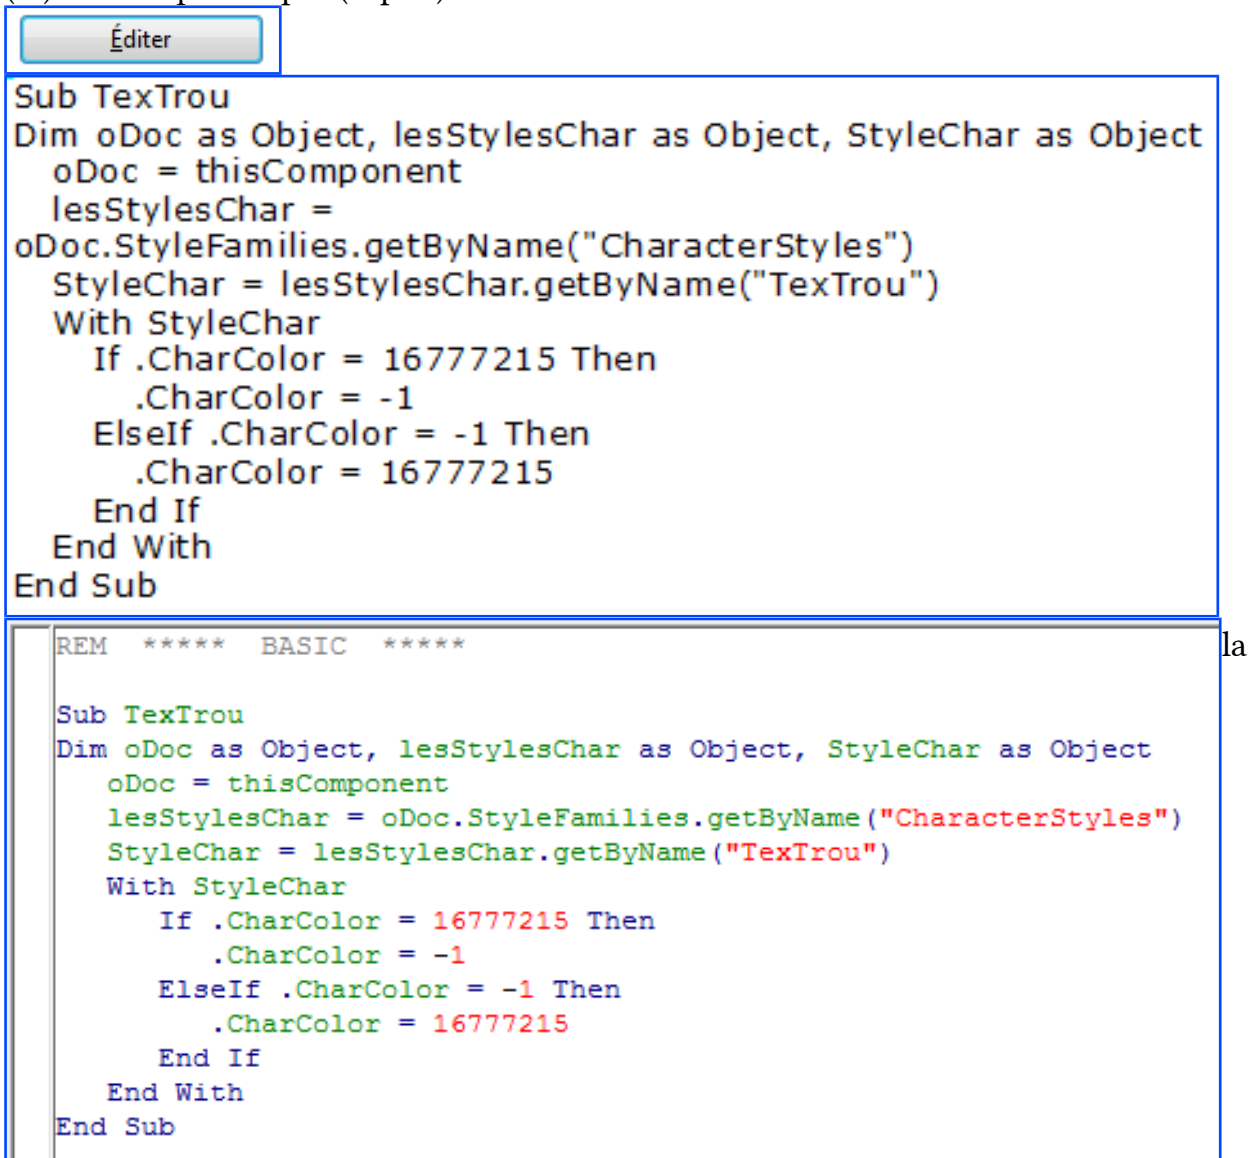 Éditer
Sub TexTrou
Dim oDoc as Object, lesStylesChar as Object, StyleChar as Object
oDoc = thisComponent
lesStylesChar =
oDoc.StyleFamilies.getByName("CharacterStyles")
StyleChar = lesStylesChar.getByName("TexTrou")
With StyleChar
If .CharColor = 16777215 Then
.CharColor = -1
ElseIf .CharColor = -1 Then
.CharColor = 16777215
End If
End With
End Sub
REM ***** BASIC ***** la
Sub TexTrou
Dim oDoc as Object, lesStylesChar as Object, StyleChar as Object
oDoc = thisComponent
lesStylesChar = oDoc.StyleFamilies.getByName("CharacterStyles")
StyleChar = lesStylesChar.getByName("TexTrou")
With StyleChar
If .CharColor = 16777215 Then
.CharColor = -1
ElseIf .CharColor = -1 Then
.CharColor = 16777215
End If
End With
End Sub